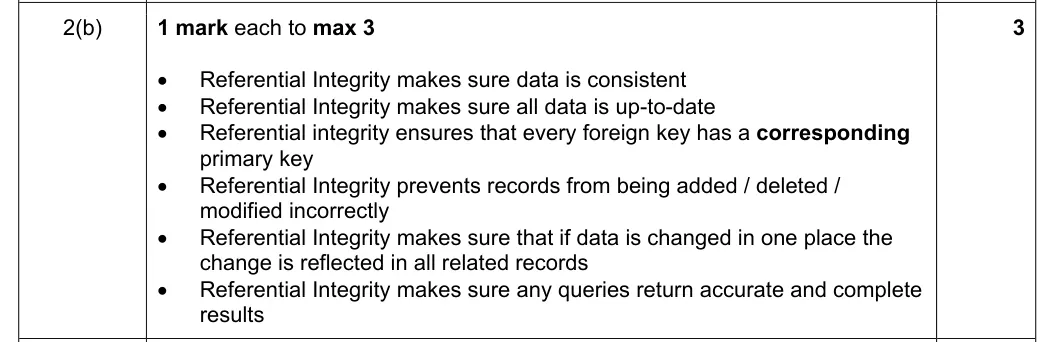 2(b) 1 mark each to max 3 3
• Referential Integrity makes sure data is consistent
• Referential Integrity makes sure all data is up-to-date
• Referential integrity ensures that every foreign key has a corresponding
primary key
• Referential Integrity prevents records from being added / deleted /
modified incorrectly
• Referential Integrity makes sure that if data is changed in one place the
change is reflected in all related records
• Referential Integrity makes sure any queries return accurate and complete
results